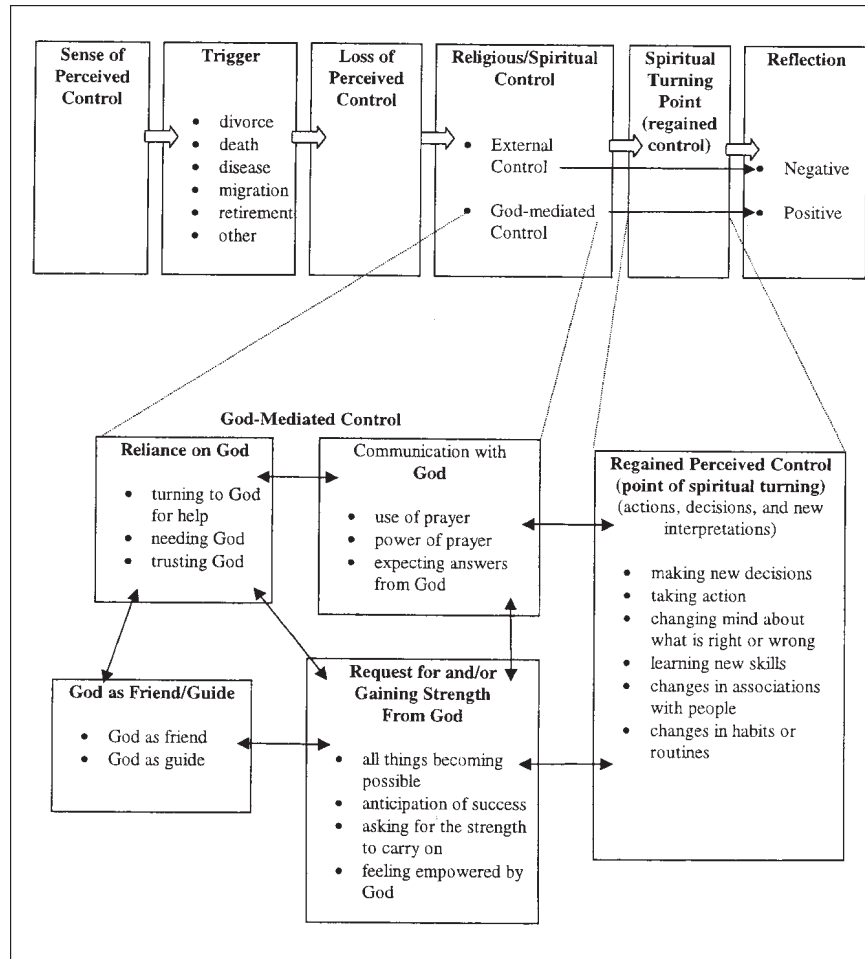 Sense of
Perceived
Control
Trigger
• divorce
• death
• disease
• migration
• retirement
• other
Loss of
Perceived
Control
Religious/Spiritual
Control
• External
Control
• God-mediated
Control
Spiritual
Turning
Point
(regained
control)
Reflection
• Negative
• Positive
God-Mediated Control
Reliance on God
• turning to God
for help
• needing God
• trusting God
Communication with
God
• use of prayer
• power of prayer
• expecting answers
from God
Regained Perceived Control
(point of spiritual turning)
(actions, decisions, and new
interpretations)
• making new decisions
• taking action
• changing mind about
what is right or wrong
• learning new skills
• changes in associations
with people
• changes in habits or
routines
God as Friend/Guide
• God as friend
• God as guide
Request for and/or
Gaining Strength
From God
• all things becoming
possible
• anticipation of success
• asking for the strength
to carry on
• feeling empowered by
God